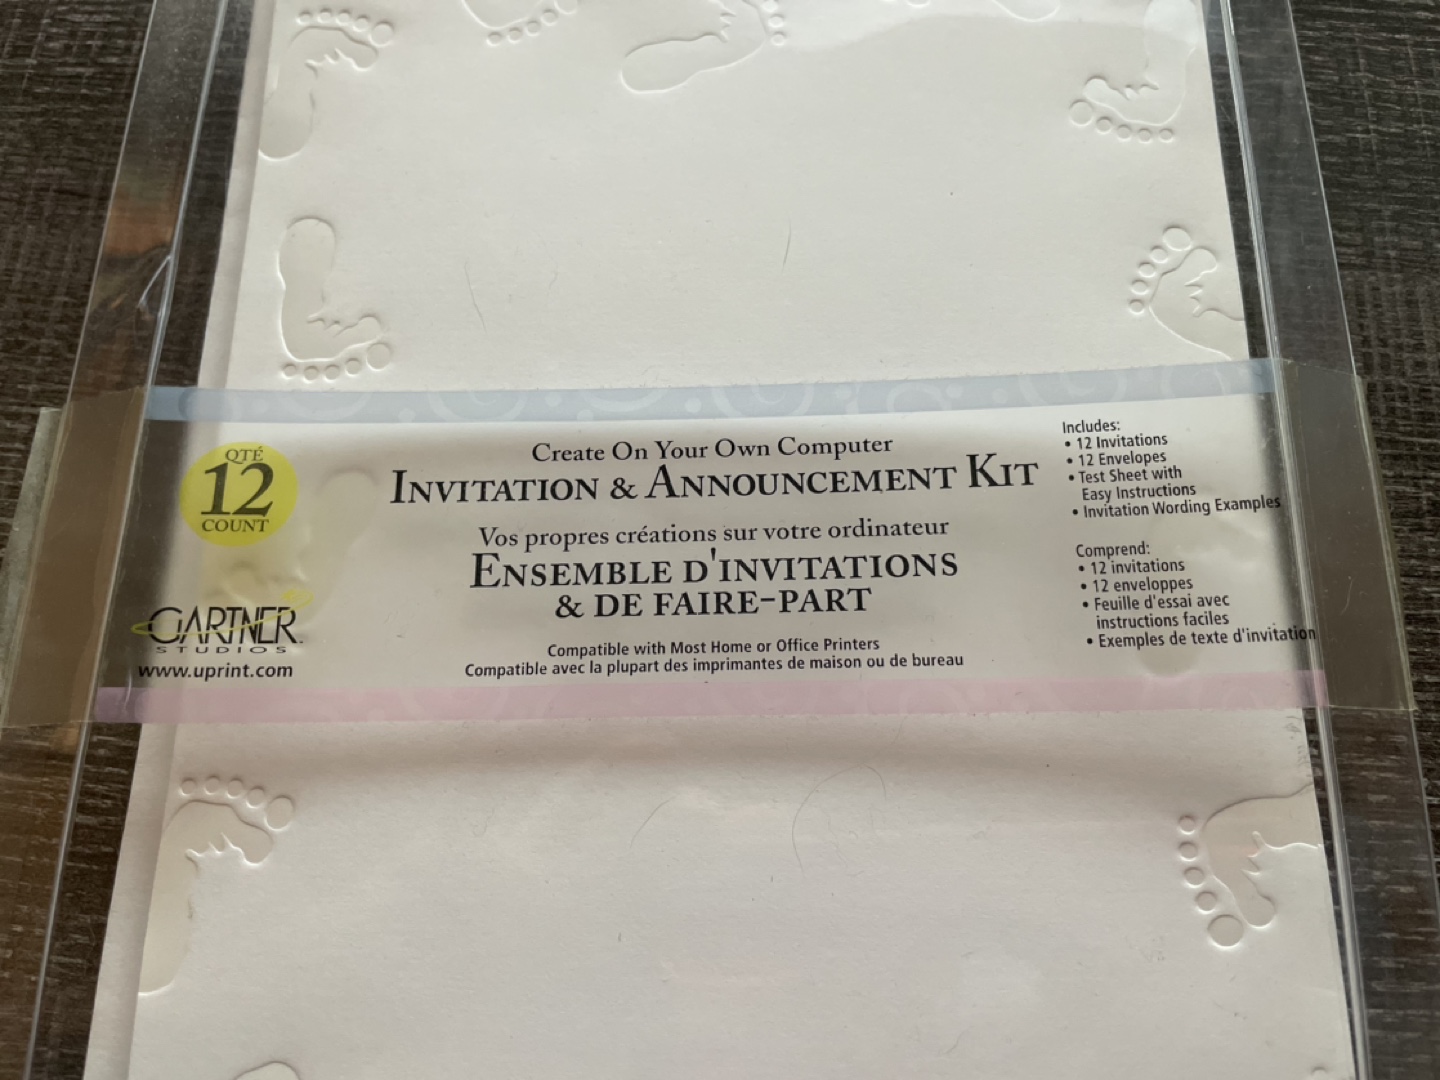 QTÉ
12
COUNT
GARTNER
STUDIOS
www.uprint.com
Create On Your Own Computer
INVITATION & ANNOUNCEMENT KIT
Vos propres créations sur votre ordinateur
ENSEMBLE D'INVITATIONS
& DE FAIRE-PART
Compatible with Most Home or Office Printers
Compatible avec la plupart des imprimantes de maison ou de bureau
Includes:
• 12 Invitations
• 12 Envelopes
• Test Sheet with
Easy Instructions
• Invitation Wording Examples
Comprend:
• 12 invitations
• 12 enveloppes
• Feuille d'essai avec
instructions faciles
• Exemples de texte d'invitation